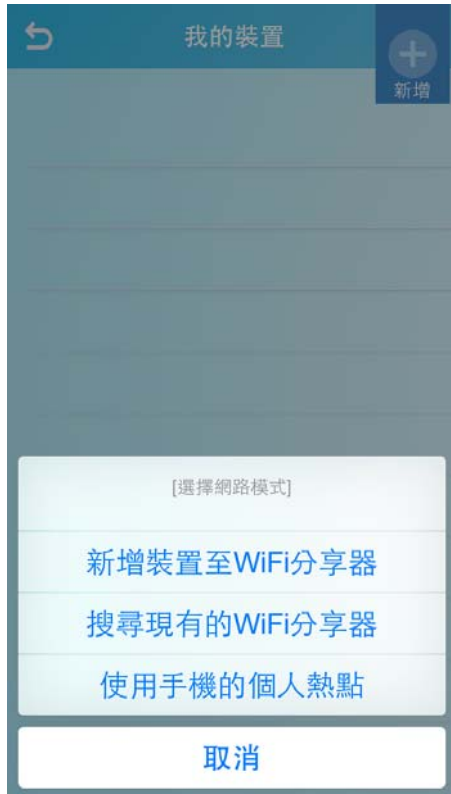 我的裝置
新增
[選擇網路模式]
新增裝置至WiFi分享器
搜尋現有的WiFi分享器
使用手機的個人熱點
取消